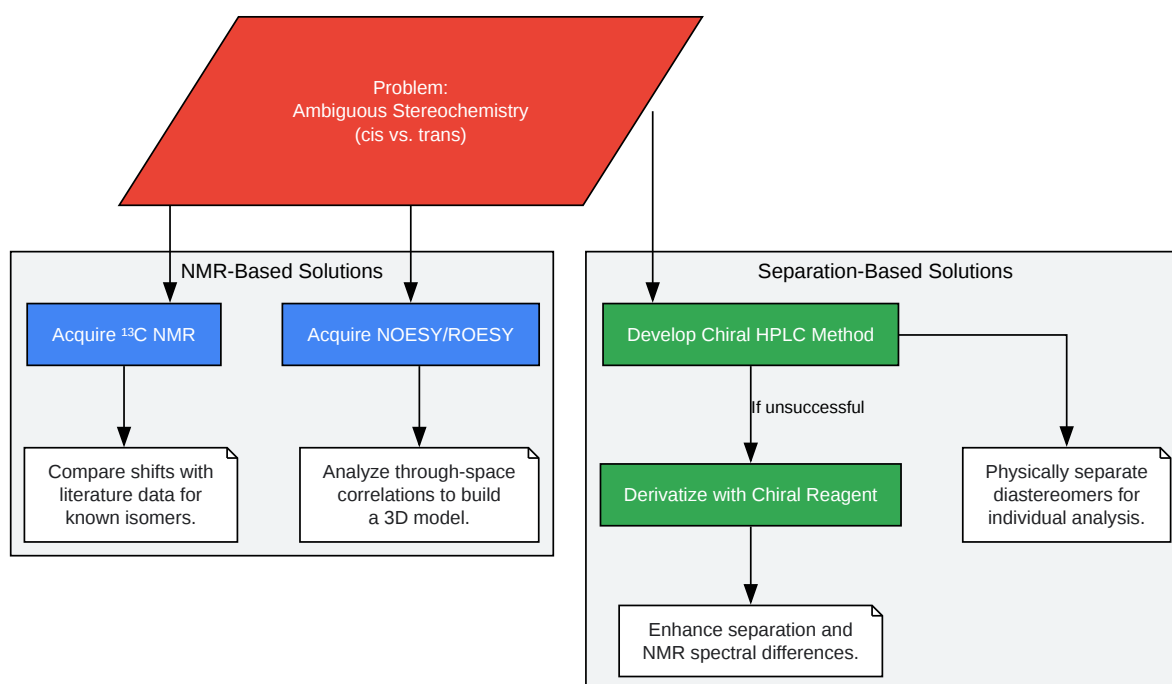 Problem:
Ambiguous Stereochemistry
(cis vs. trans)
NMR-Based Solutions
Acquire ¹³C NMR
Acquire NOESY/ROESY
Compare shifts with
literature data for
known isomers.
Analyze through-space
correlations to build
a 3D model.
Separation-Based Solutions
Develop Chiral HPLC Method
If unsuccessful
Derivatize with Chiral Reagent
Physically separate
diastereomers for
individual analysis.
Enhance separation and
NMR spectral differences.